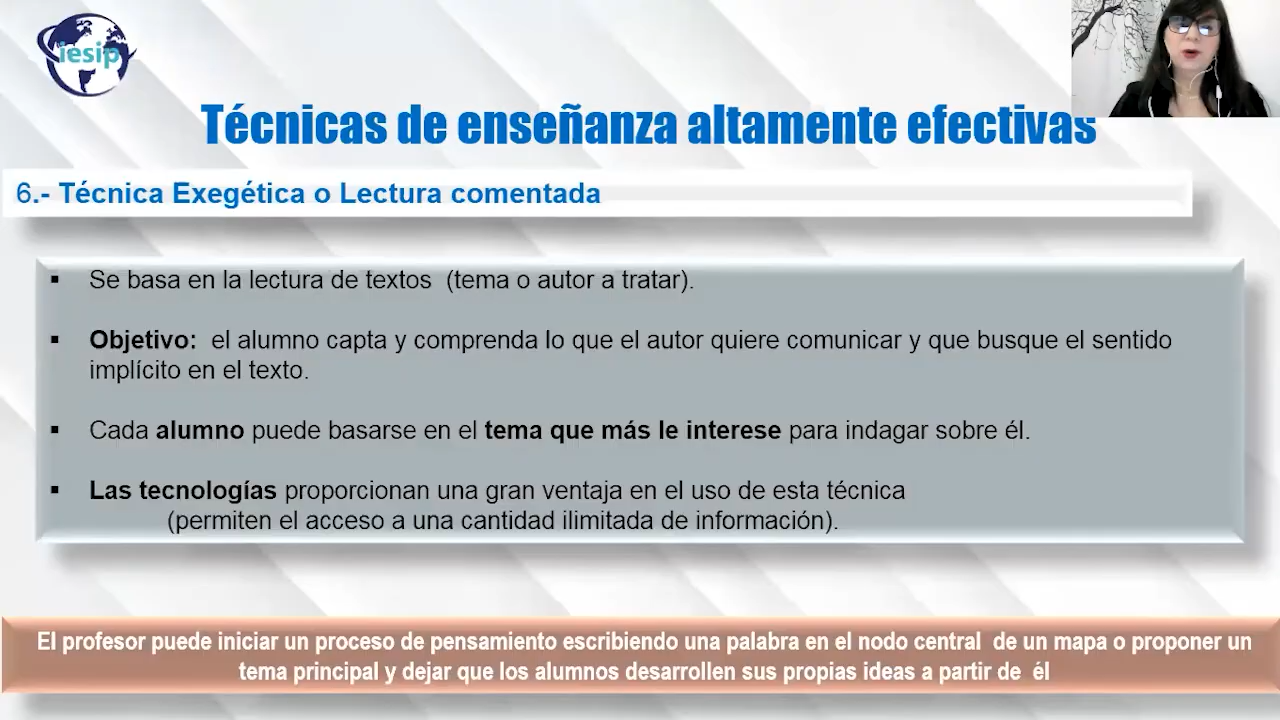 iesip
Técnicas de enseñanza altamente efectivas
6.- Técnica Exegética o Lectura comentada
▪ Se basa en la lectura de textos (tema o autor a tratar).
▪ Objetivo: el alumno capta y comprenda lo que el autor quiere comunicar y que busque el sentido
implícito en el texto.
▪ Cada alumno puede basarse en el tema que más le interese para indagar sobre él.
▪ Las tecnologías proporcionan una gran ventaja en el uso de esta técnica
(permiten el acceso a una cantidad ilimitada de información).
El profesor puede iniciar un proceso de pensamiento escribiendo una palabra en el nodo central de un mapa o proponer un
tema principal y dejar que los alumnos desarrollen sus propias ideas a partir de él